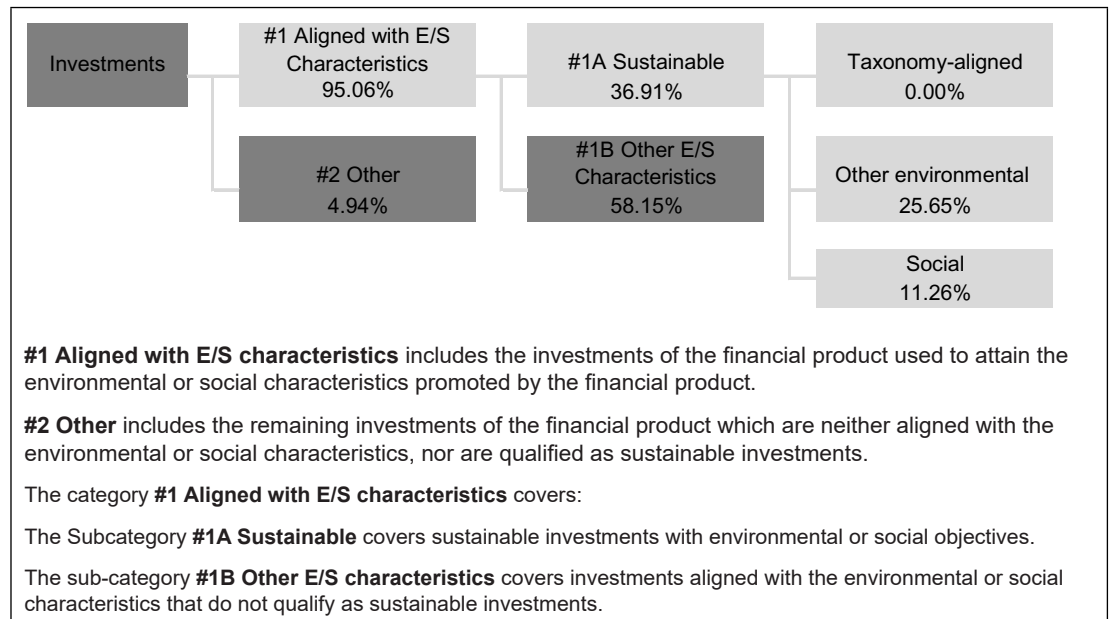 Investments
#1 Aligned with E/S
Characteristics
95.06%
#1A Sustainable
36.91%
Taxonomy-aligned
0.00%
#2 Other
4.94%
#1B Other E/S
Characteristics
58.15%
Other environmental
25.65%
Social
11.26%
#1 Aligned with E/S characteristics includes the investments of the financial product used to attain the
environmental or social characteristics promoted by the financial product.
#2 Other includes the remaining investments of the financial product which are neither aligned with the
environmental or social characteristics, nor are qualified as sustainable investments.
The category #1 Aligned with E/S characteristics covers:
The Subcategory #1A Sustainable covers sustainable investments with environmental or social objectives.
The sub-category #1B Other E/S characteristics covers investments aligned with the environmental or social
characteristics that do not qualify as sustainable investments.